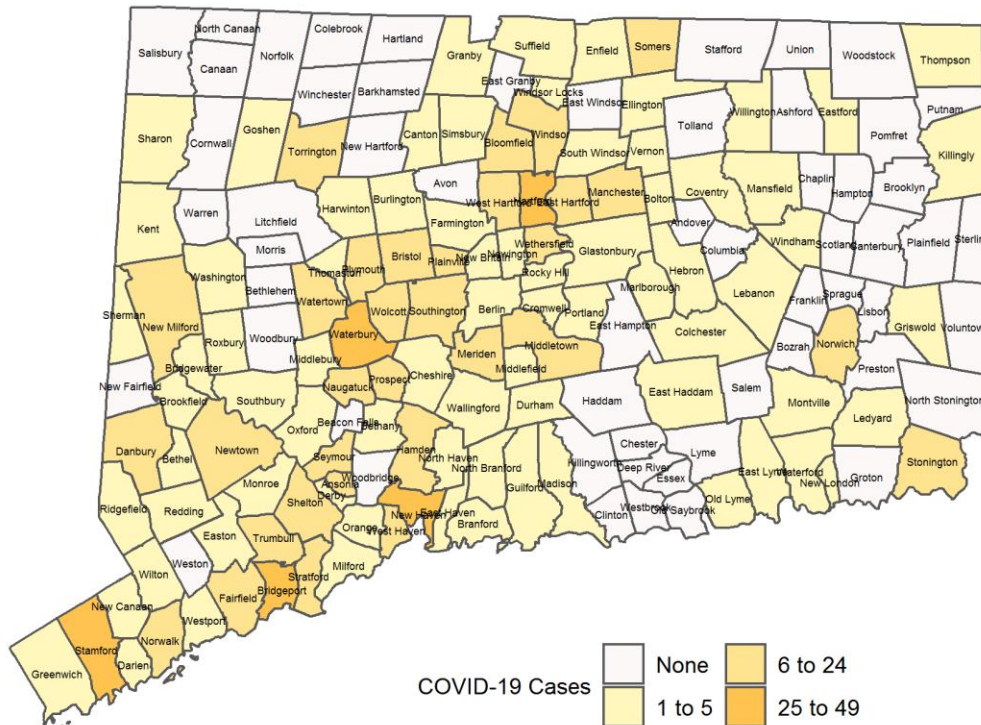 North Canaan
Colebrook
Hartland
Salisbury
Canaan
Norfolk
Granby
Suffield
Enfield
Somers
Stafford
Union
Woodstock
Thompson
East Granby
Windsor Locks
Winchester
Barkhamsted
East Windsor
Ellington
Willington
Ashford
Eastford
Putnam
Sharon
Cornwall
Goshen
Torrington
New Hartford
Canton
Simsbury
Bloomfield
Windsor
South Windsor
Vernon
Tolland
Pomfret
Killingly
Avon
West Hartford
Hartford
East Hartford
Manchester
Bolton
Coventry
Mansfield
Chaplin
Hampton
Brooklyn
Kent
Warren
Litchfield
Harwinton
Burlington
Farmington
Andover
Columbia
Windham
Scotland
Canterbury
Plainfield
Morris
Washington
Bethlehem
Thomaston
Plymouth
Bristol
Plainville
New Britain
Newington
Wethersfield
Glastonbury
Rocky Hill
Hebron
Marlborough
Lebanon
Franklin
Sprague
Lisbon
Griswold
Sherman
New Milford
Roxbury
Woodbury
Watertown
Waterbury
Wolcott
Southington
Berlin
Cromwell
Portland
East Hampton
Colchester
Bozrah
Norwich
Preston
Bridgewater
Middlebury
Meriden
Middletown
Middlefield
New Fairfield
Brookfield
Southbury
Naugatuck
Prospect
Cheshire
Wallingford
Durham
Haddam
East Haddam
Salem
Montville
Ledyard
North Stonington
Danbury
Bethel
Newtown
Oxford
Beacon Falls
Bethany
Hamden
North Haven
Seymour
Ansonia
Derby
Woodbridge
North Branford
Guilford
Madison
Killingworth
Chester
Deep River
Essex
Lyme
East Lyme
Waterford
New London
Groton
Stonington
Ridgefield
Redding
Monroe
Shelton
Orange
New Haven
East Haven
West Haven
Branford
Clinton
Westbrook
Old Saybrook
Old Lyme
Weston
Easton
Trumbull
Stratford
Milford
Wilton
Fairfield
Bridgeport
New Canaan
Westport
Norwalk
Greenwich
Stamford
Darien
COVID-19 Cases
None
1 to 5
6 to 24
25 to 49